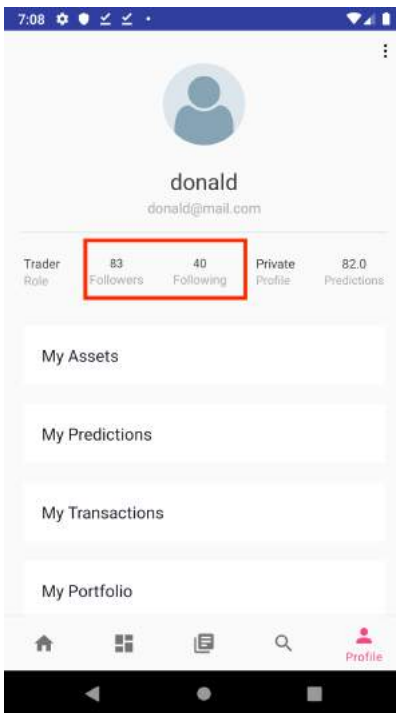 7:08
donald
donald@mail.com
Trader 83 40 Private 82.0
Role Followers Following Profile Predictions
My Assets
My Predictions
My Transactions
My Portfolio
Profile